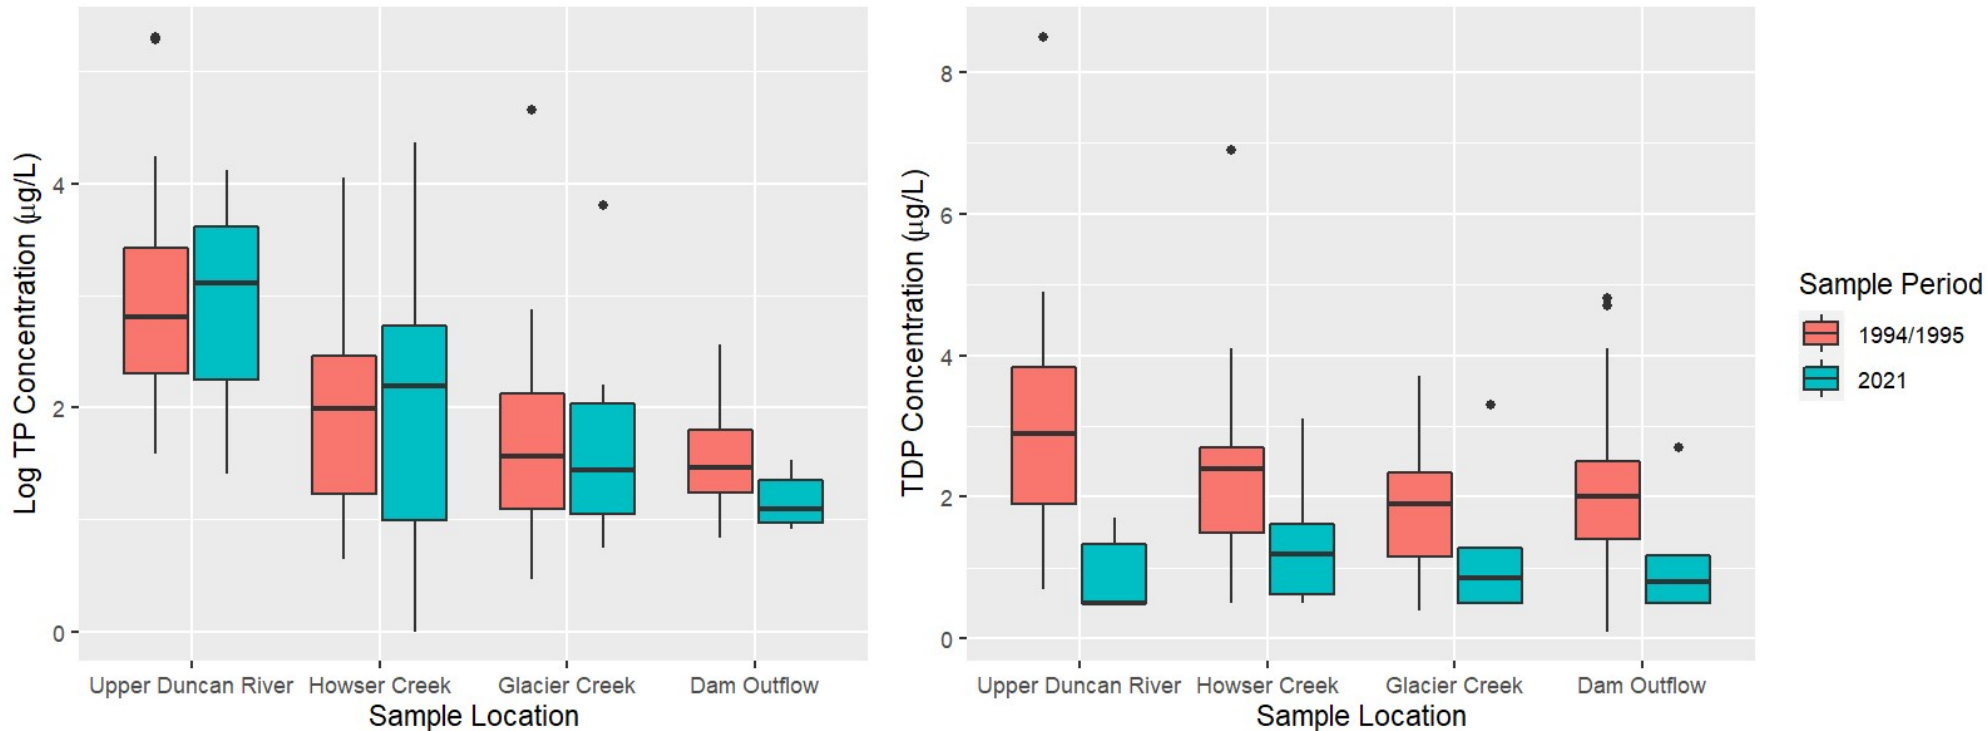 Log TP Concentration (μg/L)
4
2
0
Upper Duncan River Howser Creek Glacier Creek Dam Outflow
Sample Location
TDP Concentration (μg/L)
8
6
4
2
0
Upper Duncan River Howser Creek Glacier Creek Dam Outflow
Sample Location
Sample Period
1994/1995
2021